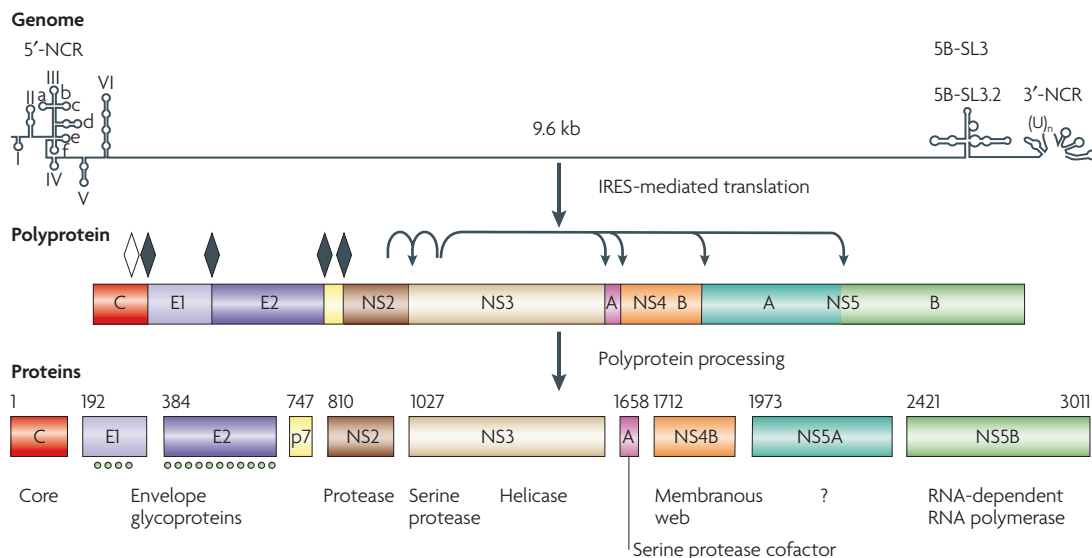 Genome
5′-NCR
I
II
III
a
b
c
d
e
f
IV
V
VI
9.6 kb
5B-SL3
5B-SL3.2
3′-NCR
(U)n
IRES-mediated translation
Polyprotein
C E1 E2 NS2 NS3 A NS4 B A NS5 B
Polyprotein processing
Proteins
1 192 384 747 810 1027 1658 1712 1973 2421 3011
C E1 E2 p7 NS2 NS3 A NS4B NS5A NS5B
Core
Envelope
glycoproteins
Protease
Serine
protease
Helicase
Membranous
web
?
RNA-dependent
RNA polymerase
Serine protease cofactor